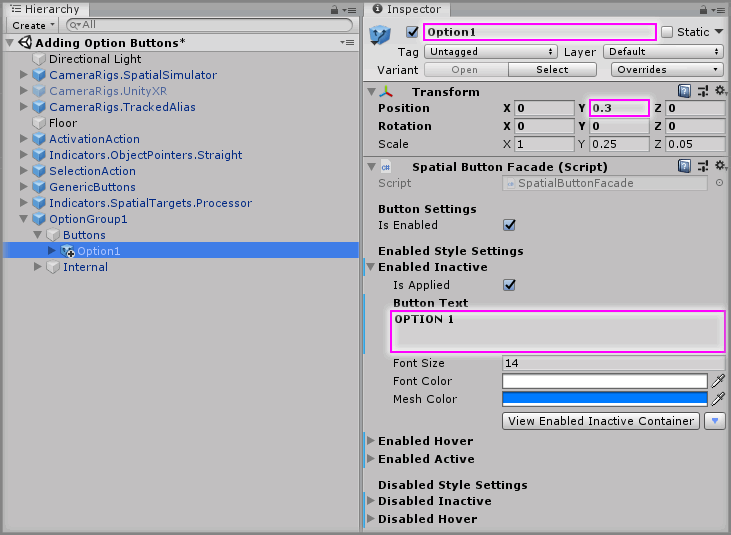 Hierarchy
Create
All
Adding Option Buttons*
Directional Light
CameraRigs.SpatialSimulator
CameraRigs.UnityXR
CameraRigs.TrackedAlias
Floor
ActivationAction
Indicators.ObjectPointers.Straight
SelectionAction
GenericButtons
Indicators.SpatialTargets.Processor
OptionGroup1
Buttons
Option1
Internal
Inspector
Option1 Static
Tag Untagged Layer Default
Variant Open Select Overrides
Transform
Position X 0 Y 0.3 Z 0
Rotation X 0 Y 0 Z 0
Scale X 1 Y 0.25 Z 0.05
Spatial Button Facade (Script)
Script SpatialButtonFacade
Button Settings
Is Enabled
Enabled Style Settings
Enabled Inactive
Is Applied
Button Text
OPTION 1
Font Size 14
Font Color
Mesh Color
View Enabled Inactive Container
Enabled Hover
Enabled Active
Disabled Style Settings
Disabled Inactive
Disabled Hover